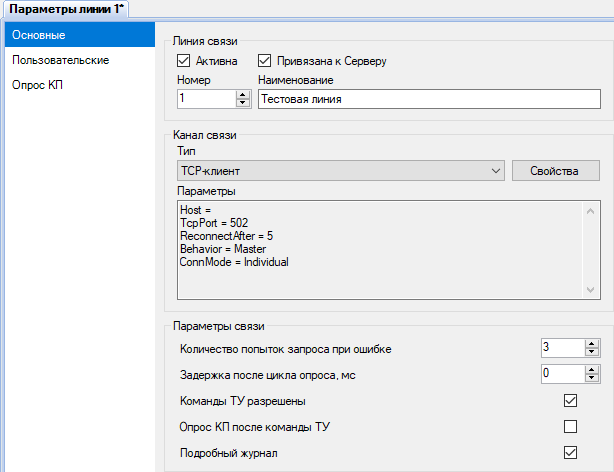 Параметры линии 1*
Основные
Пользовательские
Опрос КП
Линия связи
Активна
Привязана к Серверу
Номер
Наименование
1
Тестовая линия
Канал связи
Тип
TCP-клиент
Свойства
Параметры
Host =
TcpPort = 502
ReconnectAfter = 5
Behavior = Master
ConnMode = Individual
Параметры связи
Количество попыток запроса при ошибке
3
Задержка после цикла опроса, мс
0
Команды ТУ разрешены
Опрос КП после команды ТУ
Подробный журнал